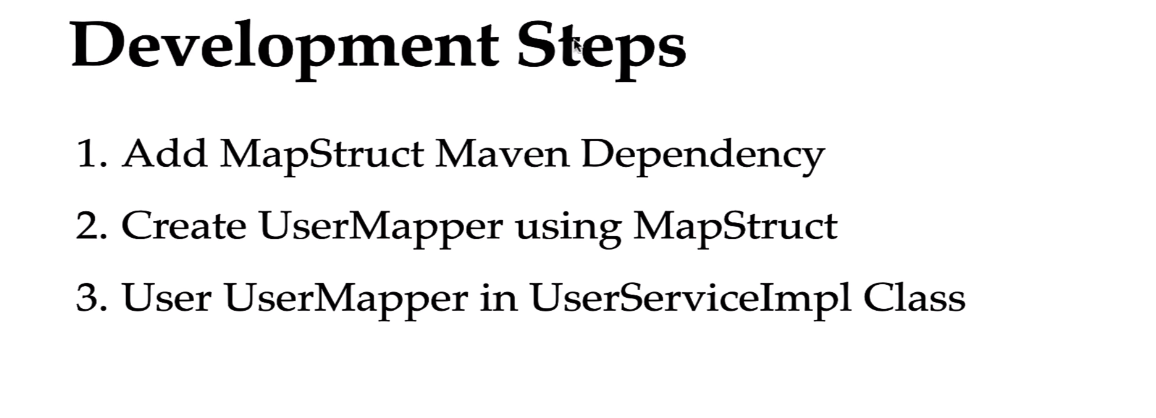 Development Steps
1. Add MapStruct Maven Dependency
2. Create UserMapper using MapStruct
3. User UserMapper in UserServiceImpl Class